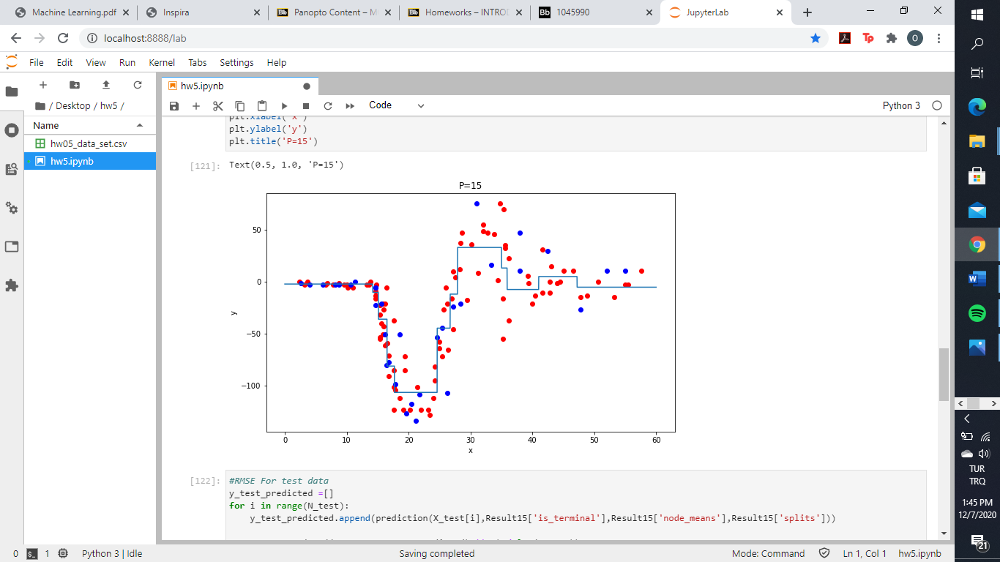 Machine Learning.pdf
Inspira
Bb Panopto Content – M
Bb Homeworks – INTROD
Bb 1045990
JupyterLab
localhost:8888/lab
O
File Edit View Run Kernel Tabs Settings Help
hw5.ipynb
/ Desktop / hw5 /
Code
Python 3
Name
hw05_data_set.csv
hw5.ipynb
plt.xlabel('x')
plt.ylabel('y')
plt.title('P=15')
[121]:
Text(0.5, 1.0, 'P=15')
P=15
50
0
−50
−100
y
0 10 20 30 40 50 60
x
[122]:
#RMSE For test data
y_test_predicted =[]
for i in range(N_test):
y_test_predicted.append(prediction(X_test[i],Result15['is_terminal'],Result15['node_means'],Result15['splits']))
0
$_
1
Python 3 | Idle
Saving completed
Mode: Command
Ln 1, Col 1
hw5.ipynb
TUR
TRQ
1:45 PM
12/7/2020
21